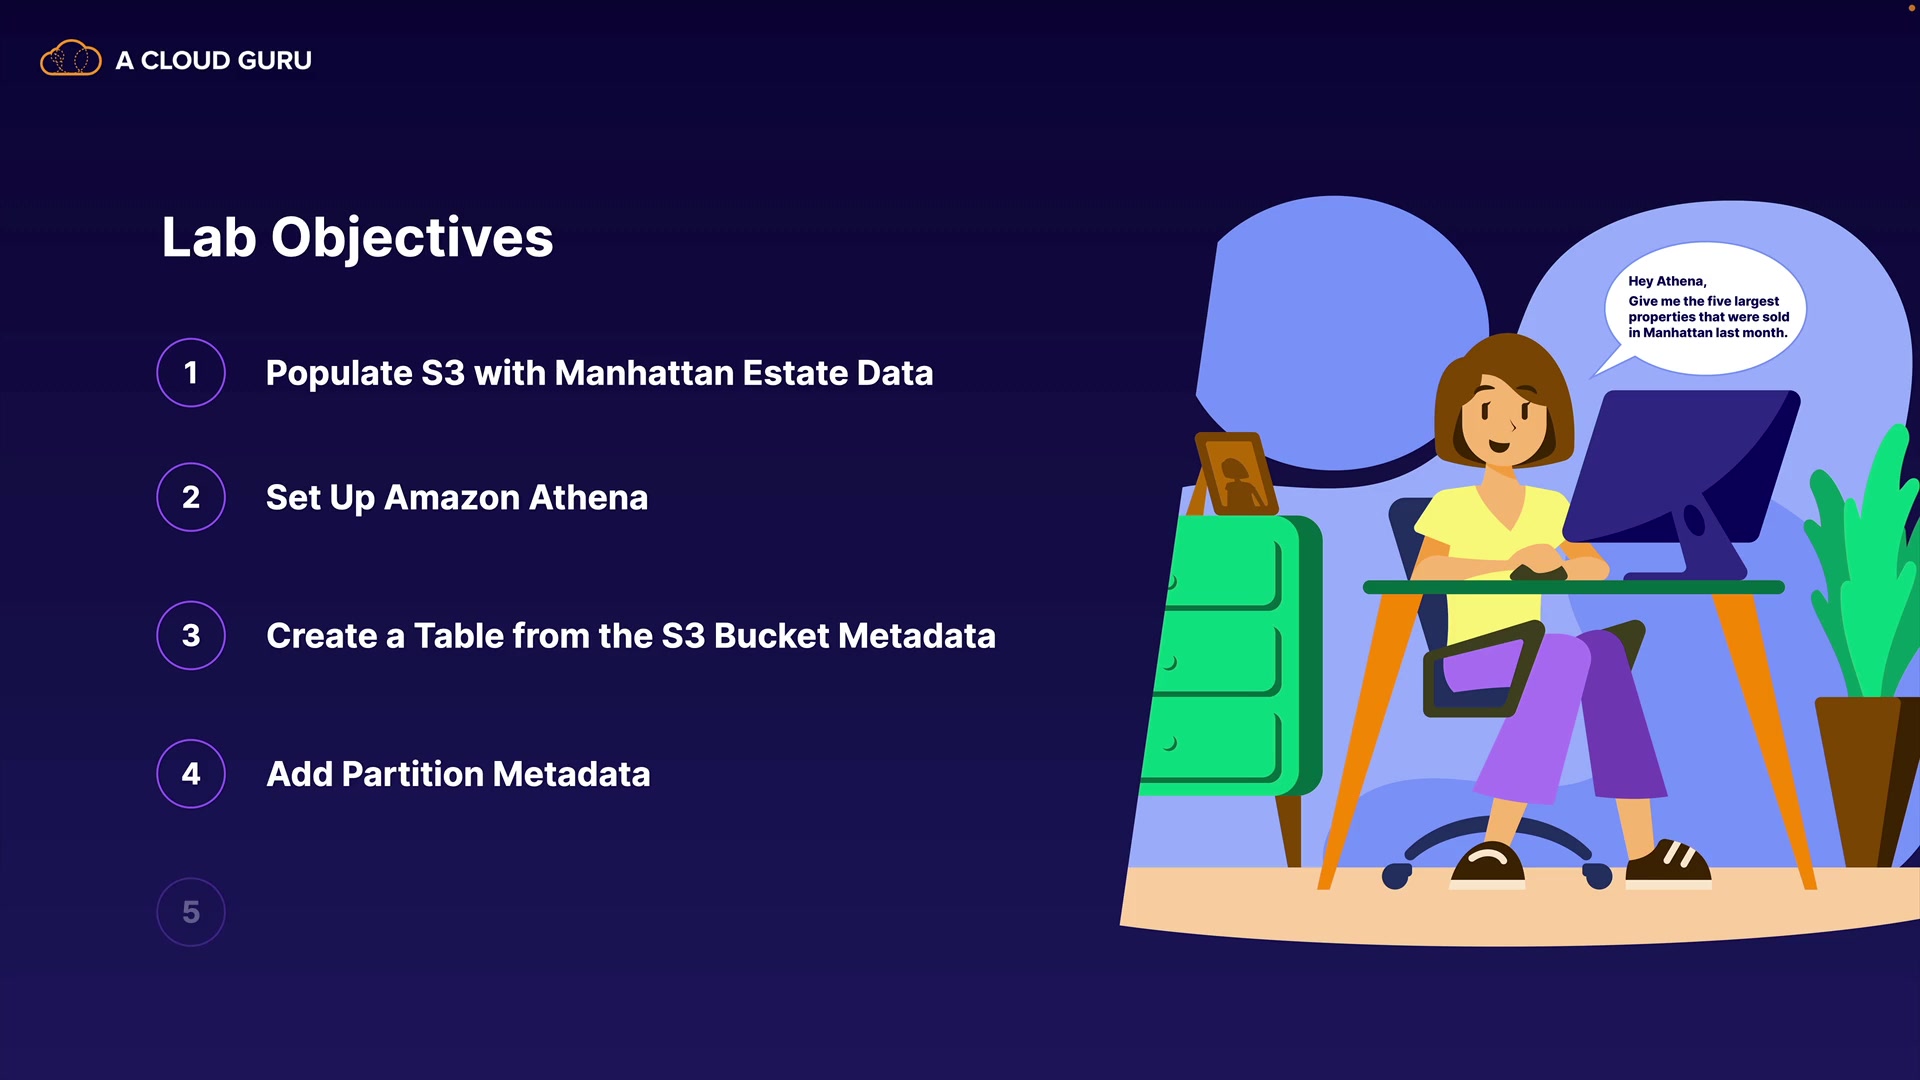 A CLOUD GURU
Lab Objectives
1 Populate S3 with Manhattan Estate Data
2 Set Up Amazon Athena
3 Create a Table from the S3 Bucket Metadata
4 Add Partition Metadata
5
Hey Athena,
Give me the five largest
properties that were sold
in Manhattan last month.